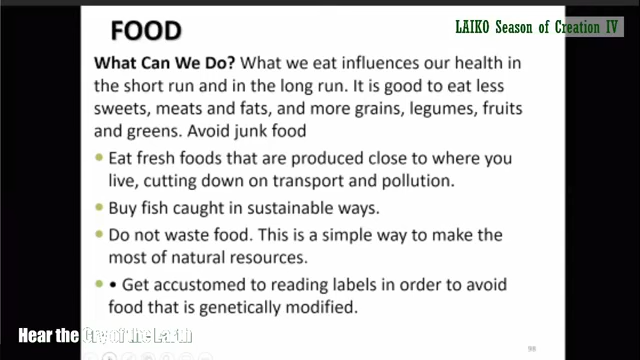 LAIKO Season of Creation IV
FOOD
What Can We Do? What we eat influences our health in
the short run and in the long run. It is good to eat less
sweets, meats and fats, and more grains, legumes, fruits
and greens. Avoid junk food
• Eat fresh foods that are produced close to where you
live, cutting down on transport and pollution.
• Buy fish caught in sustainable ways.
• Do not waste food. This is a simple way to make the
most of natural resources.
• • Get accustomed to reading labels in order to avoid
food that is genetically modified.
Hear the Cry of the Earth
98